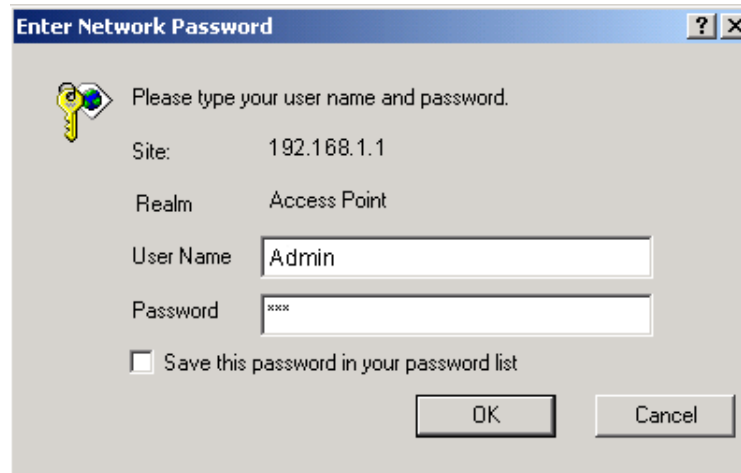 Enter Network Password
Please type your user name and password.
Site: 192.168.1.1
Realm Access Point
User Name Admin
Password ***
Save this password in your password list
OK Cancel